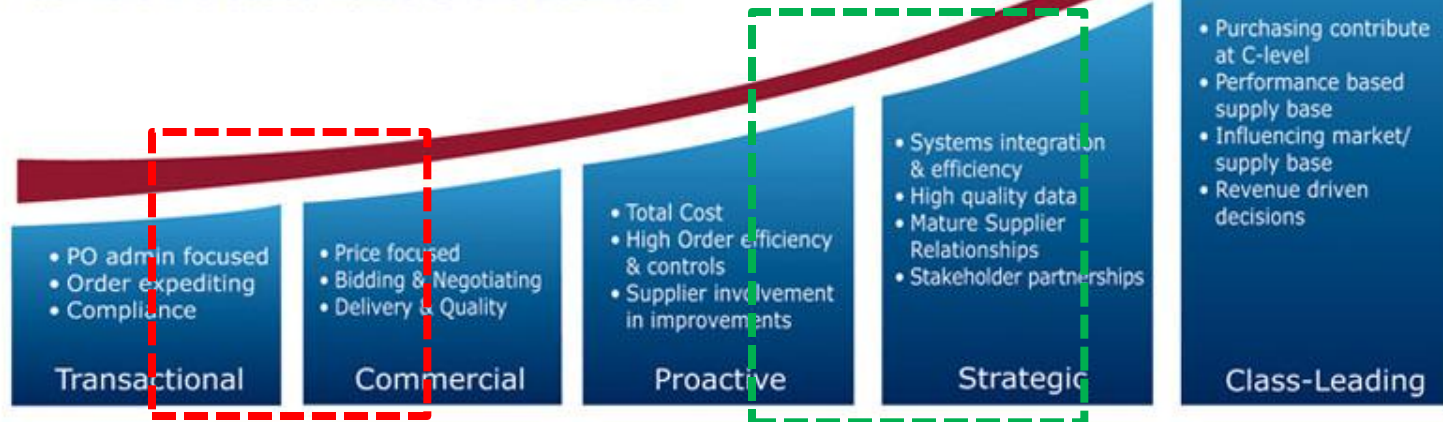 • PO admin focused
• Order expediting
• Compliance
Transactional
• Price focused
• Bidding & Negotiating
• Delivery & Quality
Commercial
• Total Cost
• High Order efficiency
& controls
• Supplier involvement
in improvements
Proactive
• Systems integration
& efficiency
• High quality data
• Mature Supplier
Relationships
• Stakeholder partnerships
Strategic
• Purchasing contribute
at C-level
• Performance based
supply base
• Influencing market/
supply base
• Revenue driven
decisions
Class-Leading